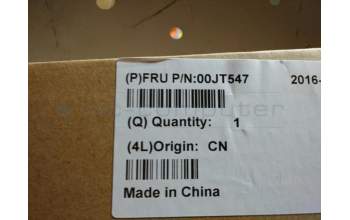 (P)FRU P/N:00JT547 2016-
(Q) Quantity: 1
(4L)Origin: CN
Made in China